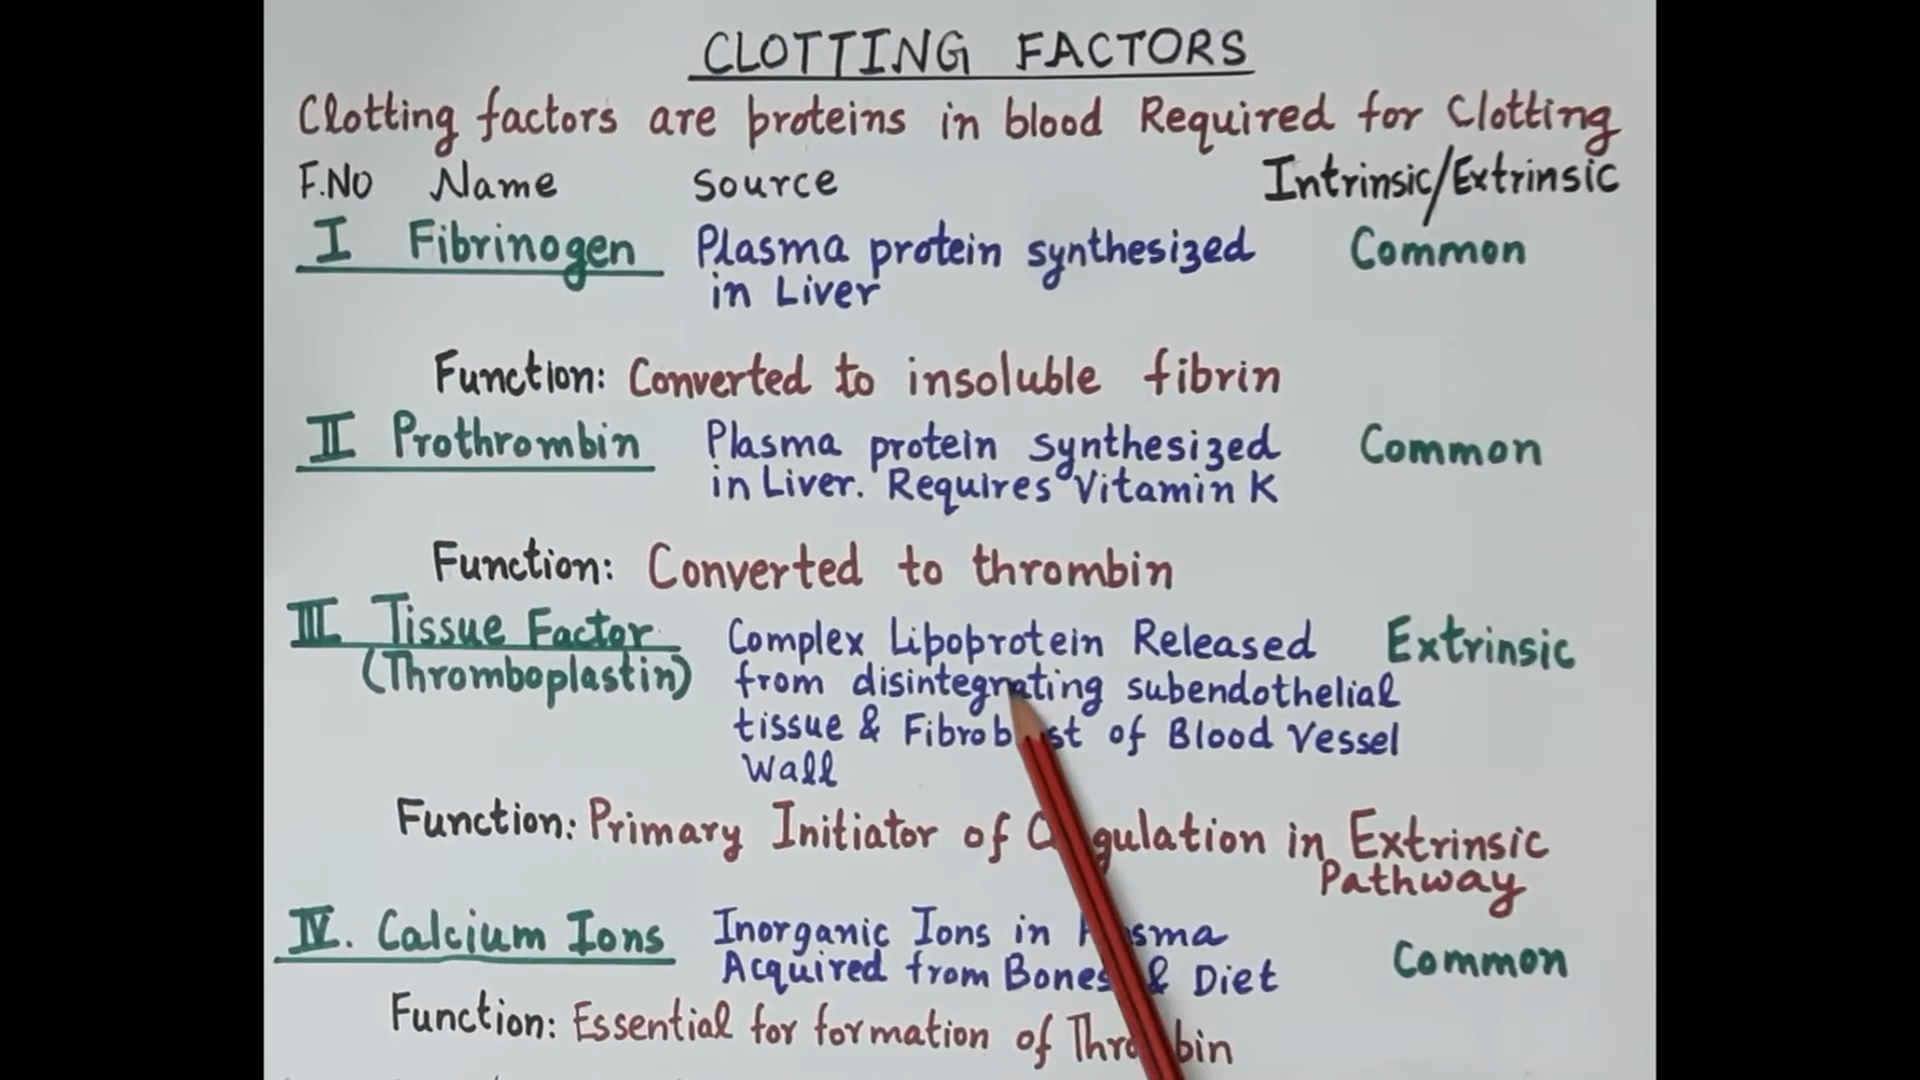 CLOTTING FACTORS
Clotting factors are proteins in blood Required for Clotting
F.NO Name Source Intrinsic/Extrinsic
I Fibrinogen Plasma protein synthesized Common
in Liver
Function: Converted to insoluble fibrin
II Prothrombin Plasma protein synthesized Common
in Liver. Requires Vitamin K
Function: Converted to thrombin
III Tissue Factor Complex Lipoprotein Released Extrinsic
(Thromboplastin) from disintegrating subendothelial
tissue & Fibroblast of Blood Vessel
Wall
Function: Primary Initiator of Coagulation in Extrinsic
Pathway
IV. Calcium Ions Inorganic Ions in Plasma Common
Acquired from Bones & Diet
Function: Essential for formation of Thrombin